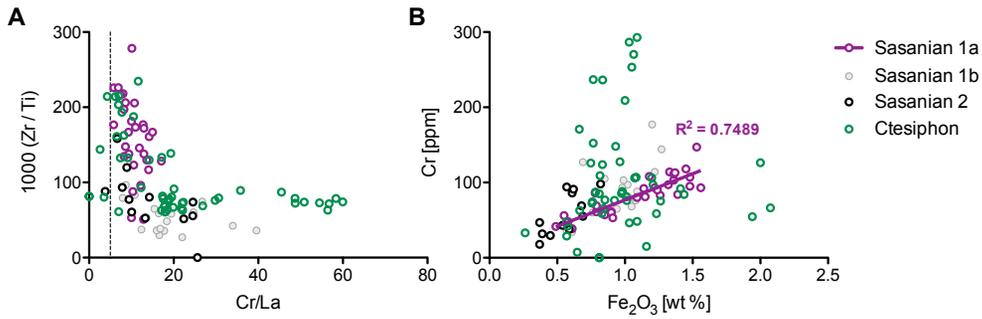 A
300
200
100
0
1000 (Zr / Ti)
0 20 40 60 80
Cr/La
B
300
200
100
0
Cr [ppm]
R² = 0.7489
0.0 0.5 1.0 1.5 2.0 2.5
Fe₂O₃ [wt %]
Sasanian 1a
Sasanian 1b
Sasanian 2
Ctesiphon